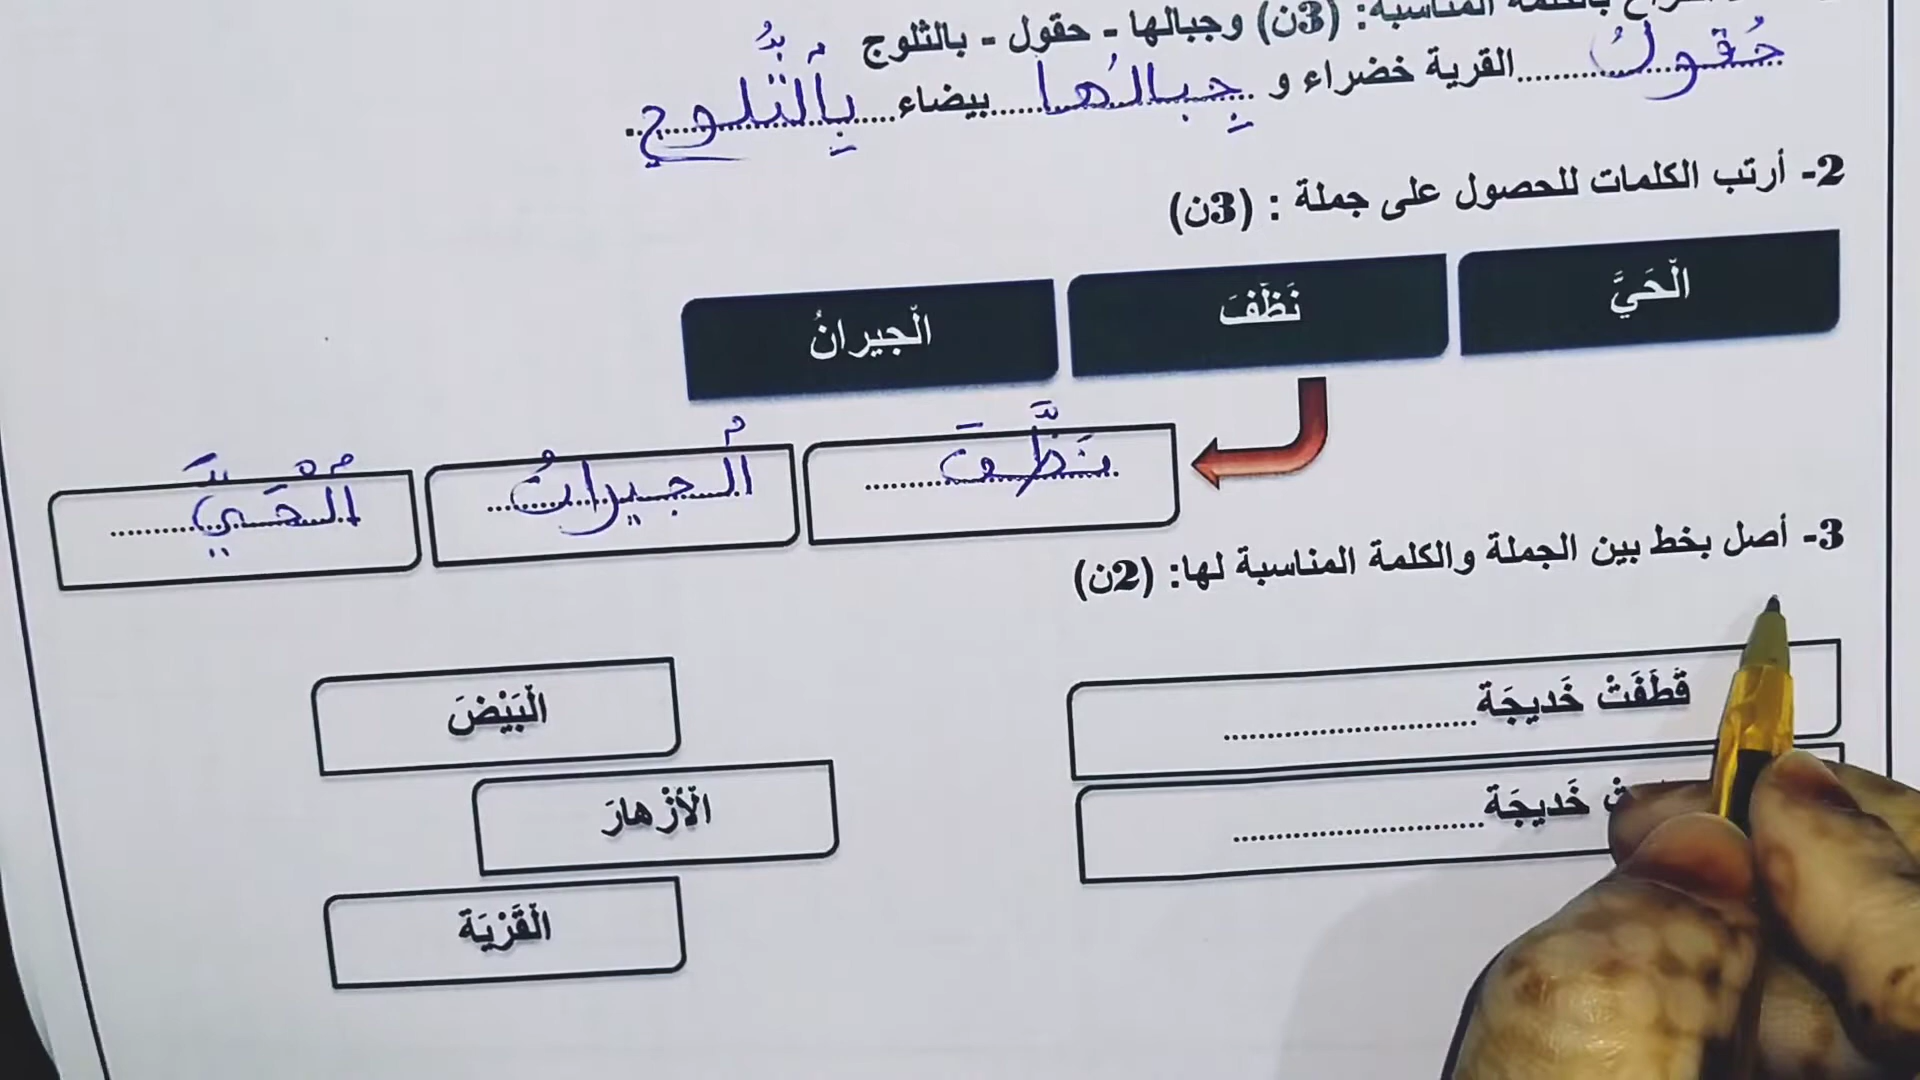 المناسبة: (3ن) وجبالها - حقول - بالثلوج
حُقولُ القرية خضراء و جِبالُها بيضاء بِالثُّلوجِ.
2- أرتب الكلمات للحصول على جملة : (3ن)
الْحَيَّ نَظَّفَ الْجيرانُ
نَظَّفَ الْجيرانُ الْحَيَّ
3- أصل بخط بين الجملة والكلمة المناسبة لها: (2ن)
قَطَفَتْ خَديجَة
الْبَيْضَ
خَديجَة
الْأَزْهارَ
الْقَرْيَة